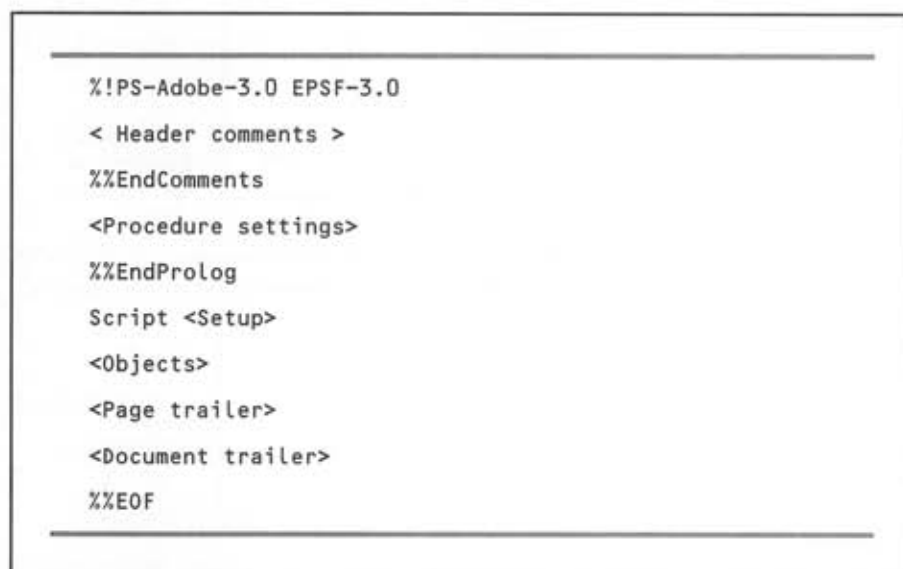 %!PS-Adobe-3.0 EPSF-3.0
< Header comments >
%%EndComments
<Procedure settings>
%%EndProlog
Script <Setup>
<Objects>
<Page trailer>
<Document trailer>
%%EOF